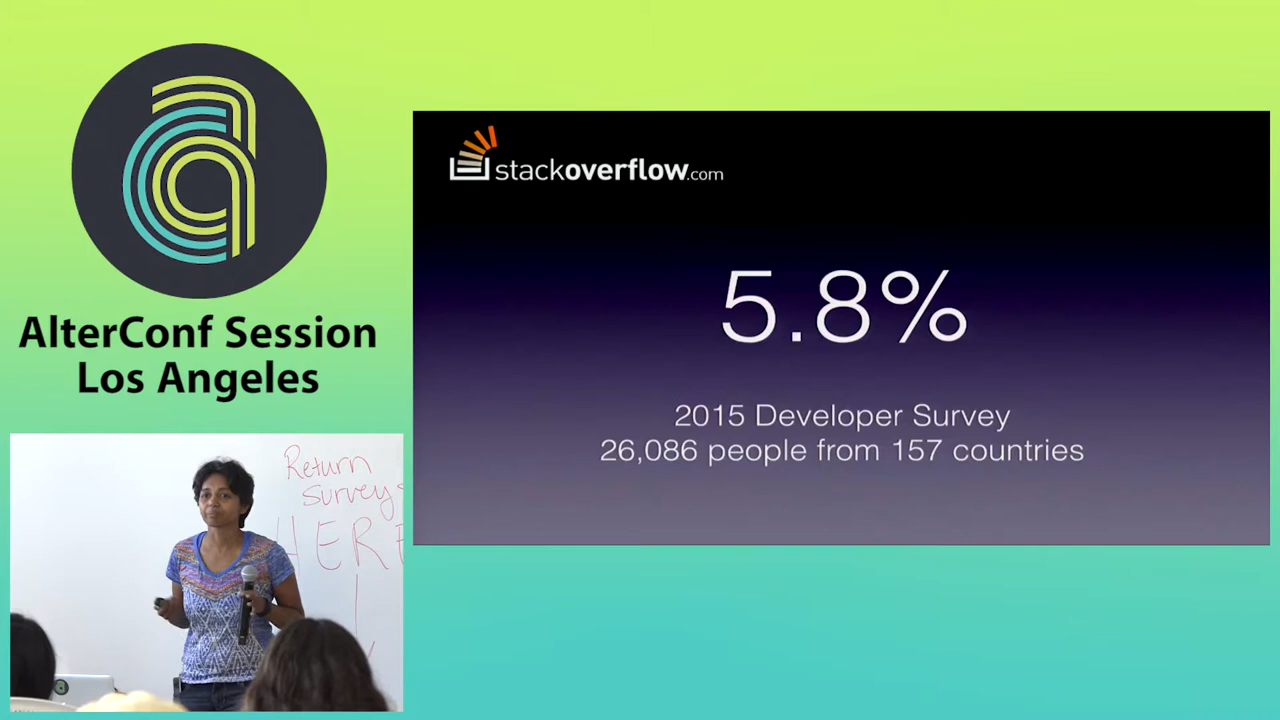 AlterConf Session
Los Angeles
stackoverflow.com
5.8%
2015 Developer Survey
26,086 people from 157 countries
Return
Survey
HERE